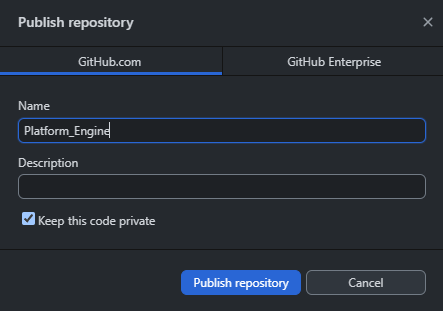 Publish repository
GitHub.com
GitHub Enterprise
Name
Platform_Engine
Description
Keep this code private
Publish repository
Cancel